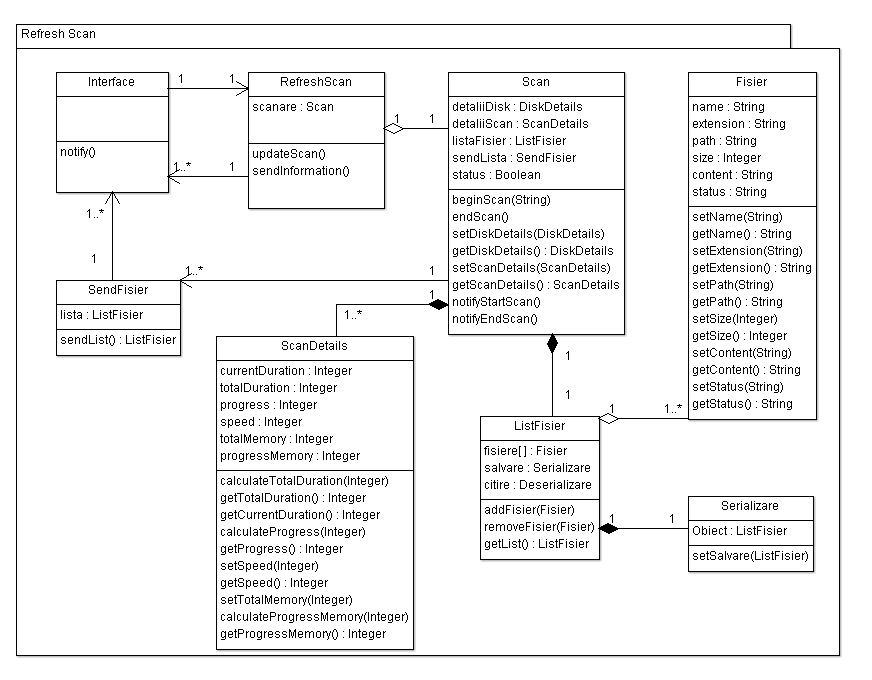 Refresh Scan
Interface
notify()
1
1
1..*
1
RefreshScan
scanare : Scan
updateScan()
sendInformation()
1
1
Scan
detaliiDisk : DiskDetails
detaliiScan : ScanDetails
listaFisier : ListFisier
sendLista : SendFisier
status : Boolean
beginScan(String)
endScan()
setDiskDetails(DiskDetails)
getDiskDetails() : DiskDetails
setScanDetails(ScanDetails)
getScanDetails() : ScanDetails
notifyStartScan()
notifyEndScan()
Fisier
name : String
extension : String
path : String
size : Integer
content : String
status : String
setName(String)
getName() : String
setExtension(String)
getExtension() : String
setPath(String)
getPath() : String
setSize(Integer)
getSize() : Integer
setContent(String)
getContent() : String
setStatus(String)
getStatus() : String
1..*
1
1..*
1
SendFisier
lista : ListFisier
sendList() : ListFisier
1
1..*
ScanDetails
currentDuration : Integer
totalDuration : Integer
progress : Integer
speed : Integer
totalMemory : Integer
progressMemory : Integer
calculateTotalDuration(Integer)
getTotalDuration() : Integer
getCurrentDuration() : Integer
calculateProgress(Integer)
getProgress() : Integer
setSpeed(Integer)
getSpeed() : Integer
setTotalMemory(Integer)
calculateProgressMemory(Integer)
getProgressMemory() : Integer
1
1
ListFisier
fisiere[] : Fisier
salvare : Serializare
citire : Deserializare
addFisier(Fisier)
removeFisier(Fisier)
getList() : ListFisier
1
1..*
1
1
Serializare
Obiect : ListFisier
setSalvare(ListFisier)